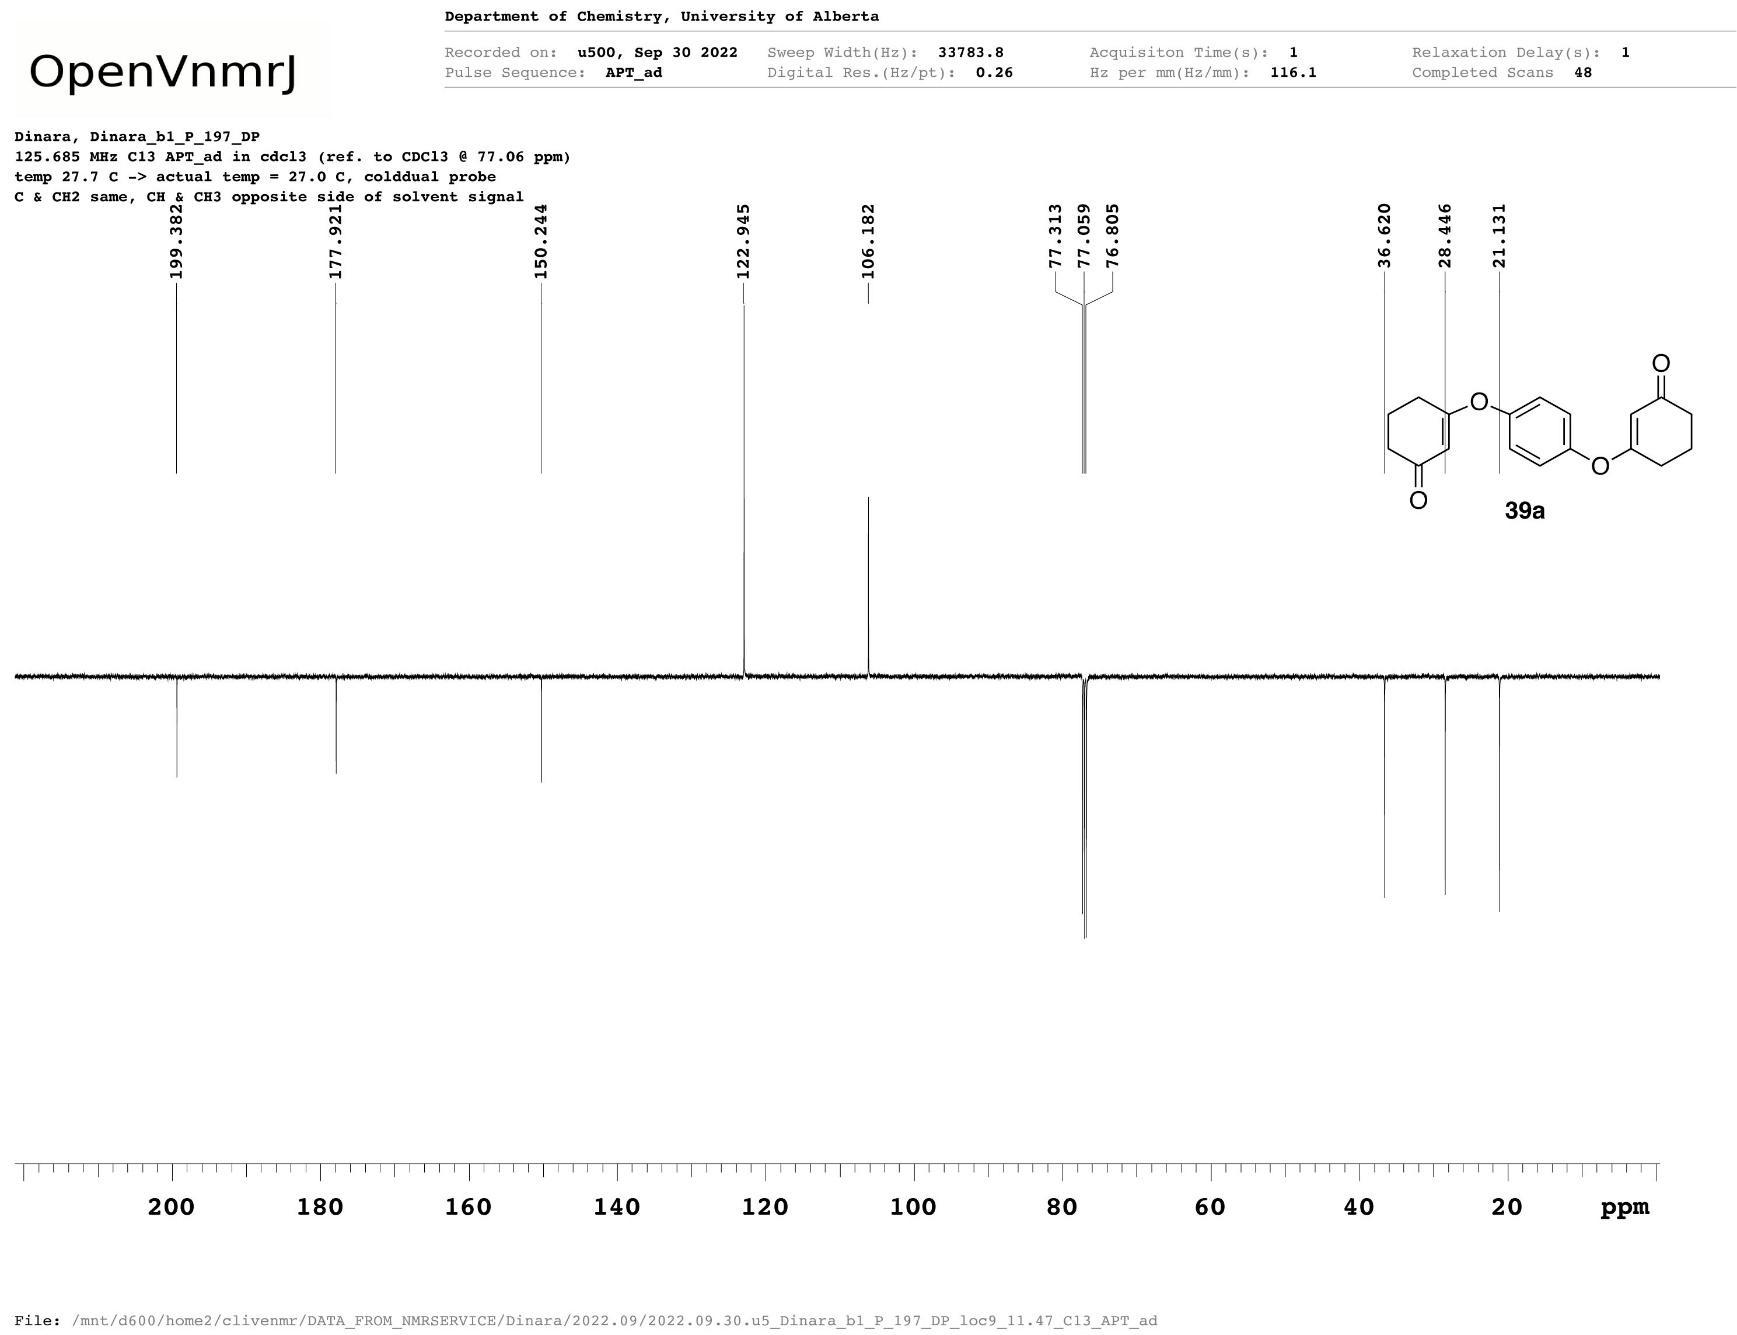 Department of Chemistry, University of Alberta
OpenVnmrJ
Recorded on: u500, Sep 30 2022 Sweep Width(Hz): 33783.8 Acquisiton Time(s): 1 Relaxation Delay(s): 1
Pulse Sequence: APT_ad Digital Res.(Hz/pt): 0.26 Hz per mm(Hz/mm): 116.1 Completed Scans 48
Dinara, Dinara_b1_P_197_DP
125.685 MHz C13 APT_ad in cdcl3 (ref. to CDCl3 @ 77.06 ppm)
temp 27.7 C -> actual temp = 27.0 C, colddual probe
C & CH2 same, CH & CH3 opposite side of solvent signal
199.382
177.921
150.244
122.945
106.182
77.313
77.059
76.805
36.620
28.446
21.131
O
O
O
O
39a
200 180 160 140 120 100 80 60 40 20 ppm
File: /mnt/d600/home2/clivenmr/DATA_FROM_NMRSERVICE/Dinara/2022.09/2022.09.30.u5_Dinara_b1_P_197_DP_loc9_11.47_C13_APT_ad